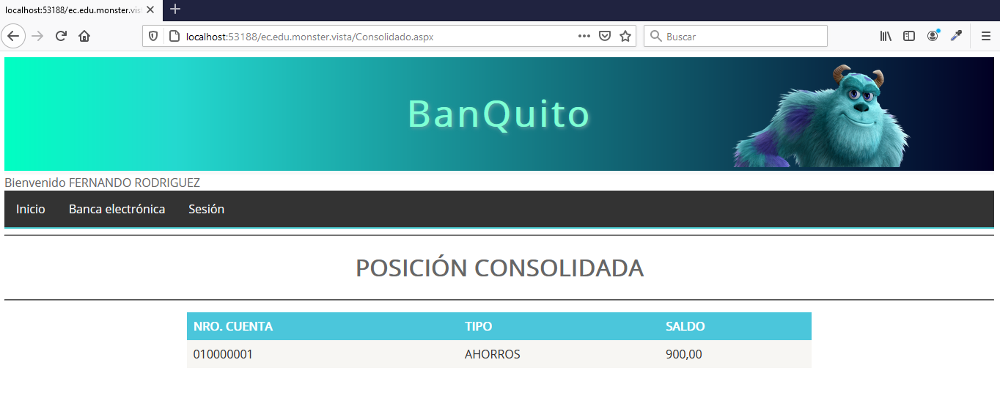 localhost:53188/ec.edu.monster.vist
localhost:53188/ec.edu.monster.vista/Consolidado.aspx
Buscar
BanQuito
Bienvenido FERNANDO RODRIGUEZ
Inicio Banca electrónica Sesión
POSICIÓN CONSOLIDADA
NRO. CUENTA TIPO SALDO
010000001 AHORROS 900,00